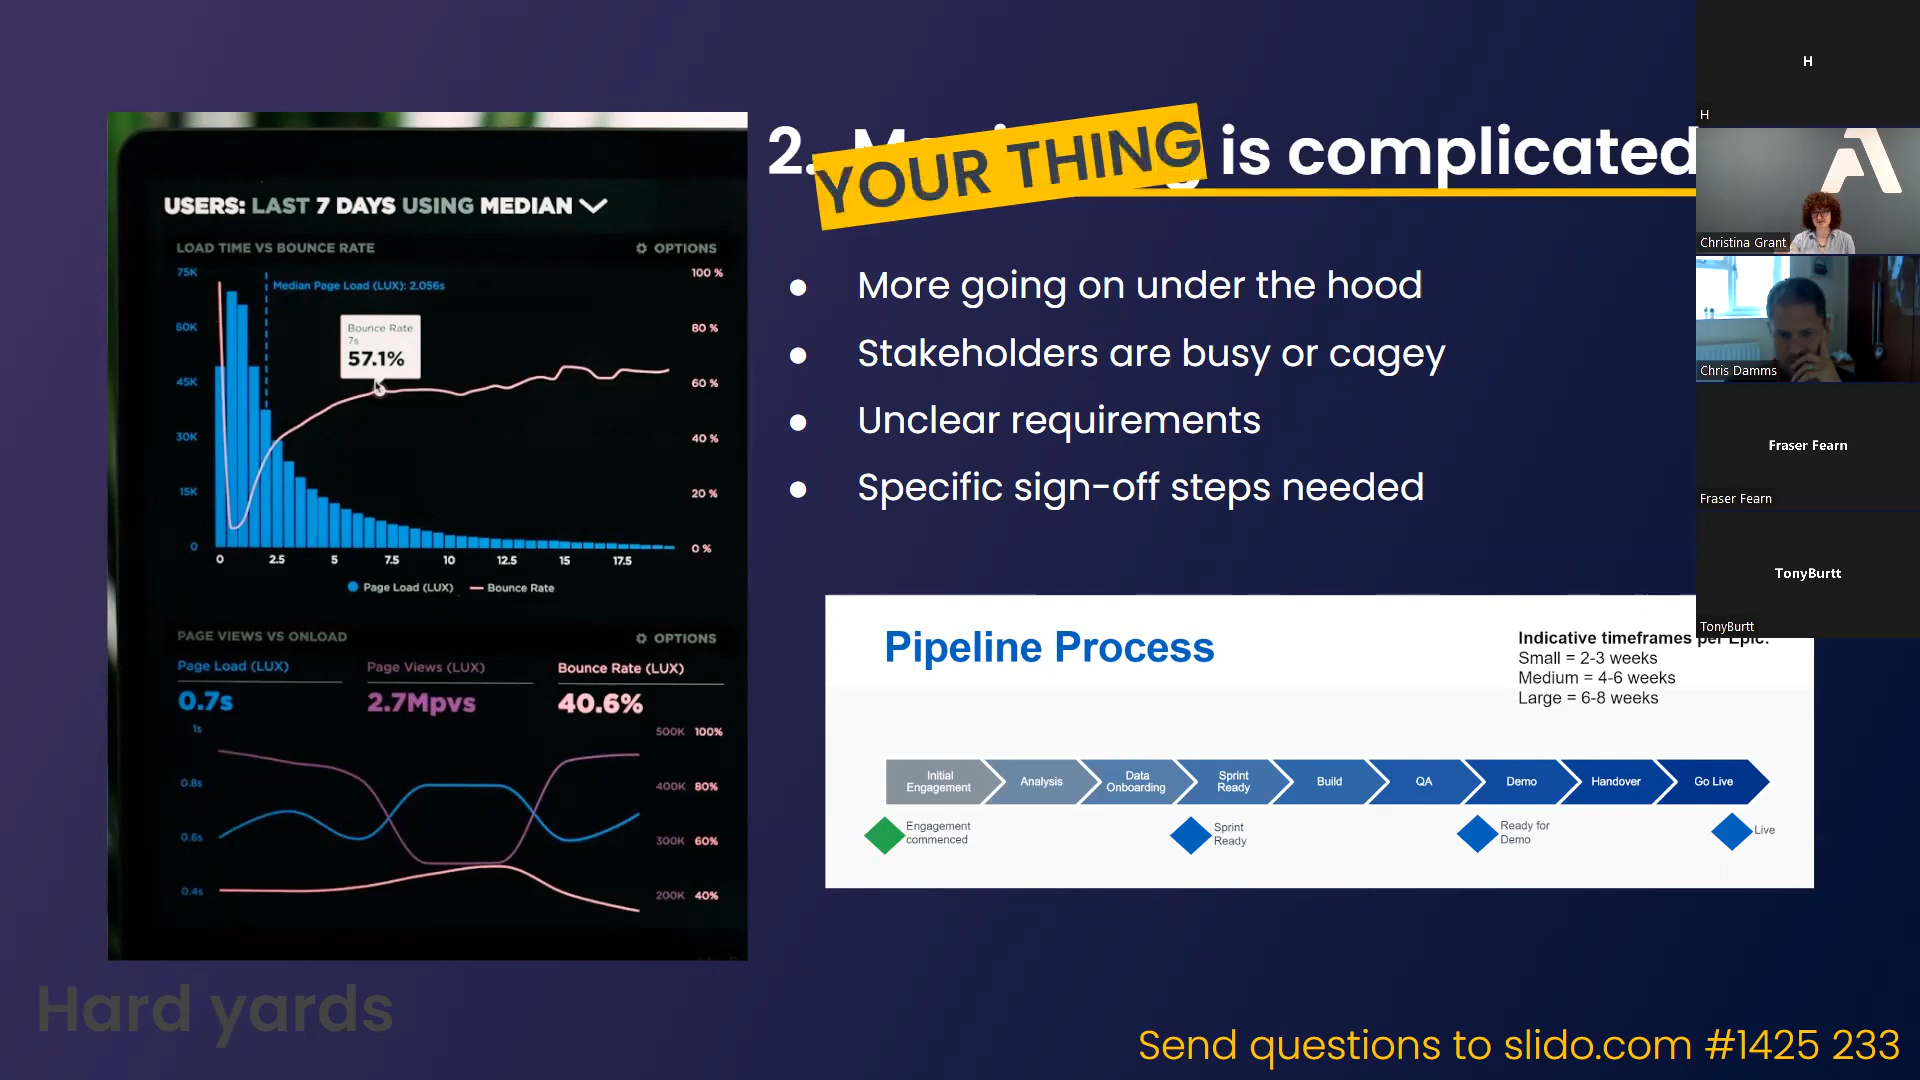 2. YOUR THING is complicated
More going on under the hood
Stakeholders are busy or cagey
Unclear requirements
Specific sign-off steps needed
USERS: LAST 7 DAYS USING MEDIAN
LOAD TIME VS BOUNCE RATE
OPTIONS
75K
100 %
Median Page Load (LUX): 2.056s
60K
80 %
Bounce Rate
7s
57.1%
45K
60 %
30K
40 %
15K
20 %
0
0 %
0 2.5 5 7.5 10 12.5 15 17.5
Page Load (LUX) Bounce Rate
PAGE VIEWS VS ONLOAD
OPTIONS
Page Load (LUX) Page Views (LUX) Bounce Rate (LUX)
0.7s 2.7Mpvs 40.6%
1s 500K 100%
0.8s 400K 80%
0.6s 300K 60%
0.4s 200K 40%
Pipeline Process
Indicative timeframes per Epic:
Small = 2-3 weeks
Medium = 4-6 weeks
Large = 6-8 weeks
Initial
Engagement
Analysis
Data
Onboarding
Sprint
Ready
Build
QA
Demo
Handover
Go Live
Engagement
commenced
Sprint
Ready
Ready for
Demo
Live
Hard yards
Send questions to slido.com #1425 233
H
H
Christina Grant
Chris Damms
Fraser Fearn
Fraser Fearn
TonyBurtt
TonyBurtt